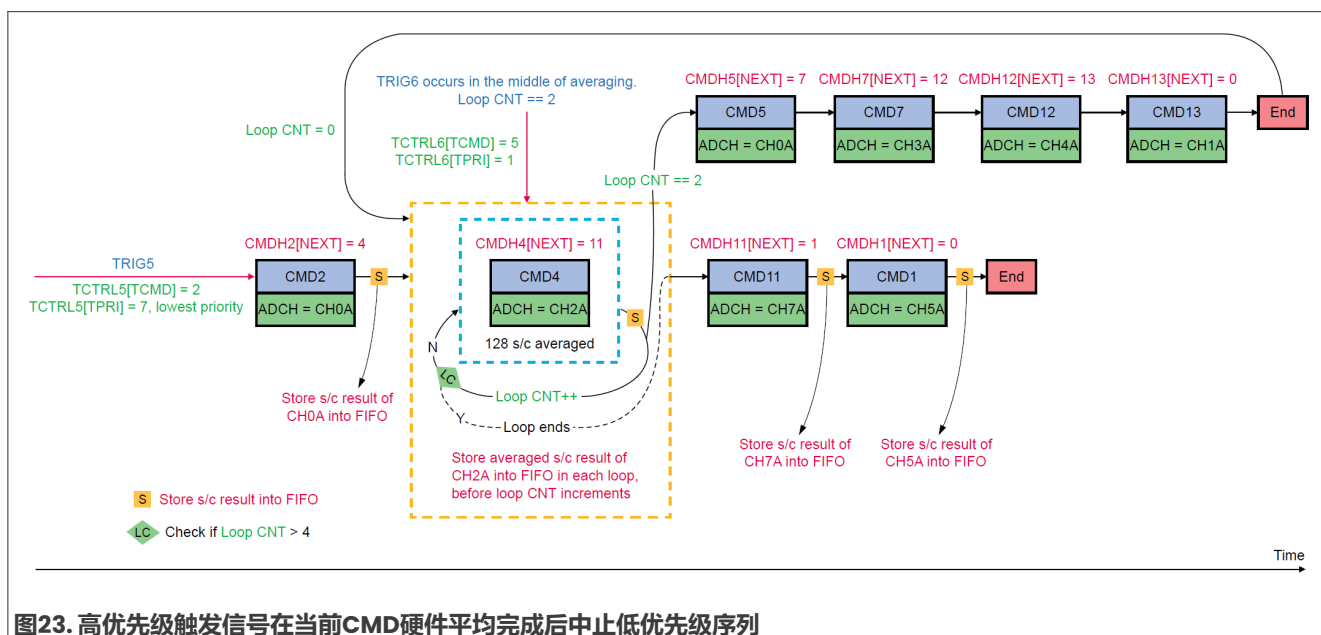 TRIG6 occurs in the middle of averaging.
Loop CNT == 2
TCTRL6[TCMD] = 5
TCTRL6[TPRI] = 1
Loop CNT = 0
CMDH5[NEXT] = 7
CMDH7[NEXT] = 12
CMDH12[NEXT] = 13
CMDH13[NEXT] = 0
CMD5
CMD7
CMD12
CMD13
End
ADCH = CH0A
ADCH = CH3A
ADCH = CH4A
ADCH = CH1A
Loop CNT == 2
TRIG5
TCTRL5[TCMD] = 2
TCTRL5[TPRI] = 7, lowest priority
CMDH2[NEXT] = 4
CMD2
ADCH = CH0A
S
Store s/c result of
CH0A into FIFO
CMDH4[NEXT] = 11
CMD4
ADCH = CH2A
128 s/c averaged
S
N
LC
Loop CNT++
Y
Loop ends
Store averaged s/c result of
CH2A into FIFO in each loop,
before loop CNT increments
CMDH11[NEXT] = 1
CMD11
ADCH = CH7A
S
Store s/c result of
CH7A into FIFO
CMDH1[NEXT] = 0
CMD1
ADCH = CH5A
S
Store s/c result of
CH5A into FIFO
End
S Store s/c result into FIFO
LC Check if Loop CNT > 4
Time
图23. 高优先级触发信号在当前CMD硬件平均完成后中止低优先级序列